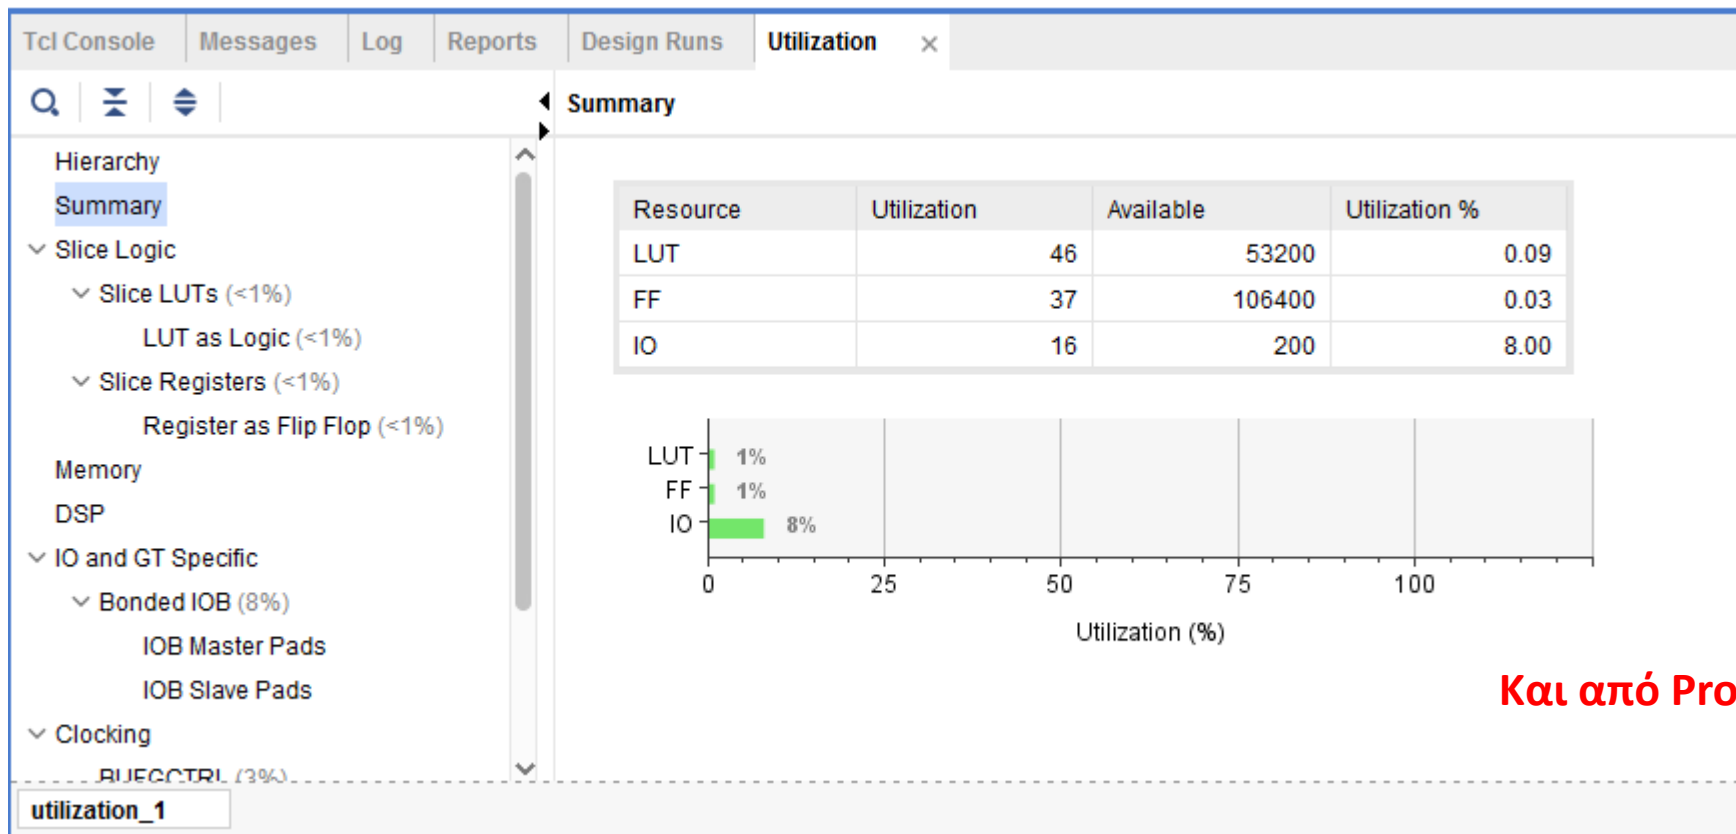 Tcl Console Messages Log Reports Design Runs Utilization
Summary
Hierarchy
Summary
Slice Logic
Slice LUTs (<1%)
LUT as Logic (<1%)
Slice Registers (<1%)
Register as Flip Flop (<1%)
Memory
DSP
IO and GT Specific
Bonded IOB (8%)
IOB Master Pads
IOB Slave Pads
Clocking
BUFGCTRL (3%)
Resource Utilization Available Utilization %
LUT 46 53200 0.09
FF 37 106400 0.03
IO 16 200 8.00
LUT 1%
FF 1%
IO 8%
0 25 50 75 100
Utilization (%)
Και από Pro
utilization_1